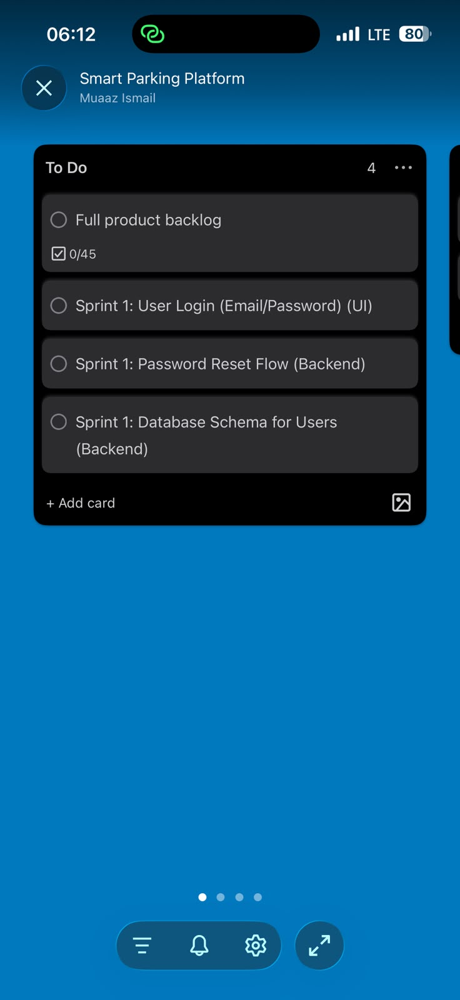 06:12
LTE
80
Smart Parking Platform
Muaaz Ismail
To Do
4
Full product backlog
0/45
Sprint 1: User Login (Email/Password) (UI)
Sprint 1: Password Reset Flow (Backend)
Sprint 1: Database Schema for Users
(Backend)
+ Add card